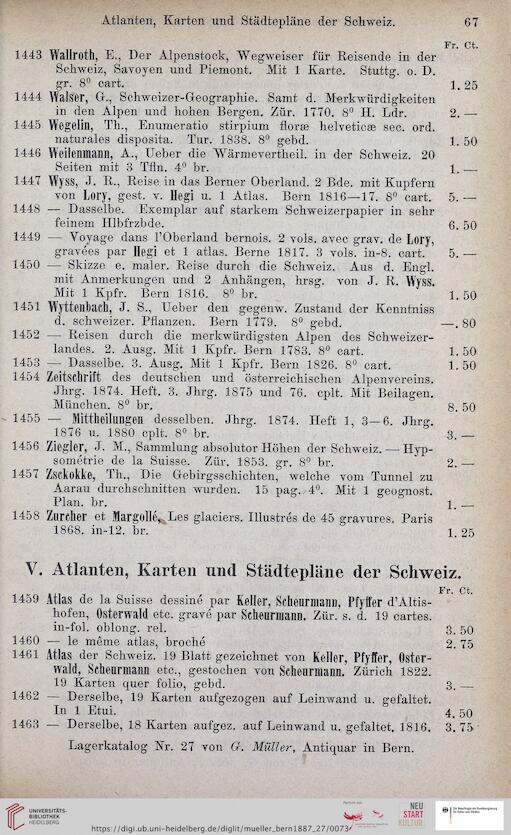 Atlanten, Karten und Städtepläne der Schweiz. 67
Fr. Ct.
1443 Wallroth, E., Der Alpenstock, Wegweiser für Reisende in der
Schweiz, Savoyen und Piemont. Mit 1 Karte. Stuttg. o. D.
gr. 8⁰ cart. 1. 25
1444 Walser, G., Schweizer-Geographie. Samt d. Merkwürdigkeiten
in den Alpen und hohen Bergen. Zür. 1770. 8⁰ H. Ldr. 2. —
1445 Wegelin, Th., Enumeratio stirpium floræ helveticæ sec. ord.
naturales disposita. Tur. 1838. 8⁰ gebd. 1. 50
1446 Weilenmann, A., Ueber die Wärmevertheil. in der Schweiz. 20
Seiten mit 3 Tfln. 4⁰ br. 1. —
1447 Wyss, J. R., Reise in das Berner Oberland. 2 Bde. mit Kupfern
von Lory, gest. v. Hegi u. 1 Atlas. Bern 1816—17. 8⁰ cart. 5. —
1448 — Dasselbe. Exemplar auf starkem Schweizerpapier in sehr
feinem Hlbfrzbde. 6. 50
1449 — Voyage dans l'Oberland bernois. 2 vols. avec grav. de Lory,
gravées par Hegi et 1 atlas. Berne 1817. 3 vols. in-8. cart. 5. —
1450 — Skizze e. maler. Reise durch die Schweiz. Aus d. Engl.
mit Anmerkungen und 2 Anhängen, hrsg. von J. R. Wyss.
Mit 1 Kpfr. Bern 1816. 8⁰ br. 1. 50
1451 Wyttenbach, J. S., Ueber den gegenw. Zustand der Kenntniss
d. schweizer. Pflanzen. Bern 1779. 8⁰ gebd. —. 80
1452 — Reisen durch die merkwürdigsten Alpen des Schweizer-
landes. 2. Ausg. Mit 1 Kpfr. Bern 1783. 8⁰ cart. 1. 50
1453 — Dasselbe. 3. Ausg. Mit 1 Kpfr. Bern 1826. 8⁰ cart. 1. 50
1454 Zeitschrift des deutschen und österreichischen Alpenvereins.
Jhrg. 1874. Heft. 3. Jhrg. 1875 und 76. cplt. Mit Beilagen.
München. 8⁰ br. 8. 50
1455 — Mittheilungen desselben. Jhrg. 1874. Heft 1, 3—6. Jhrg.
1876 u. 1880 cplt. 8⁰ br. 3. —
1456 Ziegler, J. M., Sammlung absolutor Höhen der Schweiz. — Hyp-
sométrie de la Suisse. Zür. 1853. gr. 8⁰ br. 2. —
1457 Zsckokke, Th., Die Gebirgsschichten, welche vom Tunnel zu
Aarau durchschnitten wurden. 15 pag. 4⁰. Mit 1 geognost.
Plan. br. 1. —
1458 Zurcher et Margollé, Les glaciers. Illustrés de 45 gravures. Paris
1868. in-12. br. 1. 25
V. Atlanten, Karten und Städtepläne der Schweiz.
Fr. Ct.
1459 Atlas de la Suisse dessiné par Keller, Scheurmann, Pfyffer d'Altis-
hofen, Osterwald etc. gravé par Scheurmann. Zür. s. d. 19 cartes.
in-fol. oblong. rel. 3. 50
1460 — le même atlas, broché 2. 75
1461 Atlas der Schweiz. 19 Blatt gezeichnet von Keller, Pfyffer, Oster-
wald, Scheurmann etc., gestochen von Scheurmann. Zürich 1822.
19 Karten quer folio, gebd. 3. —
1462 — Derselbe, 19 Karten aufgezogen auf Leinwand u. gefaltet.
In 1 Etui. 4. 50
1463 — Derselbe, 18 Karten aufgez. auf Leinwand u. gefaltet. 1816. 3. 75
Lagerkatalog Nr. 27 von G. Müller, Antiquar in Bern.
UNIVERSITÄTS-
BIBLIOTHEK
HEIDELBERG
https://digi.ub.uni-heidelberg.de/diglit/mueller_bern1887_27/0073
NEU
START
KULTUR